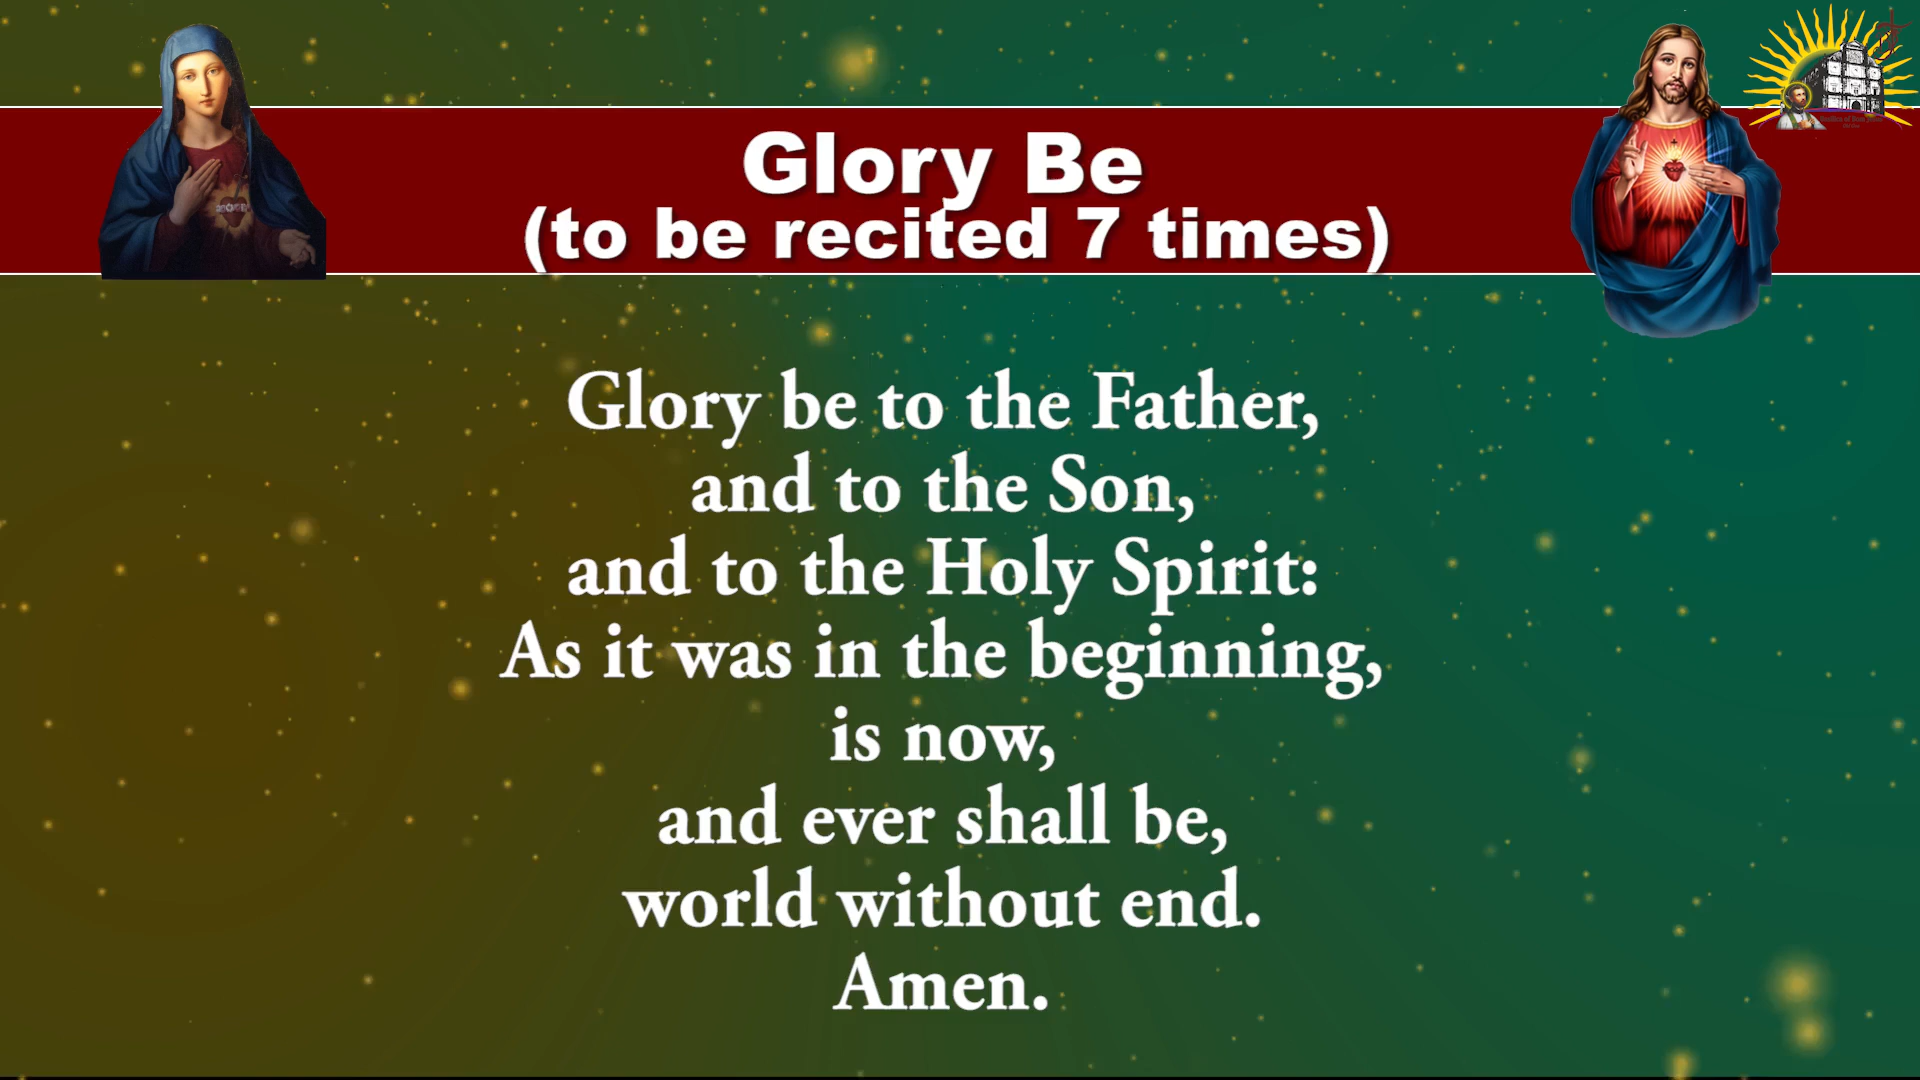 Glory Be
(to be recited 7 times)
Glory be to the Father,
and to the Son,
and to the Holy Spirit:
As it was in the beginning,
is now,
and ever shall be,
world without end.
Amen.